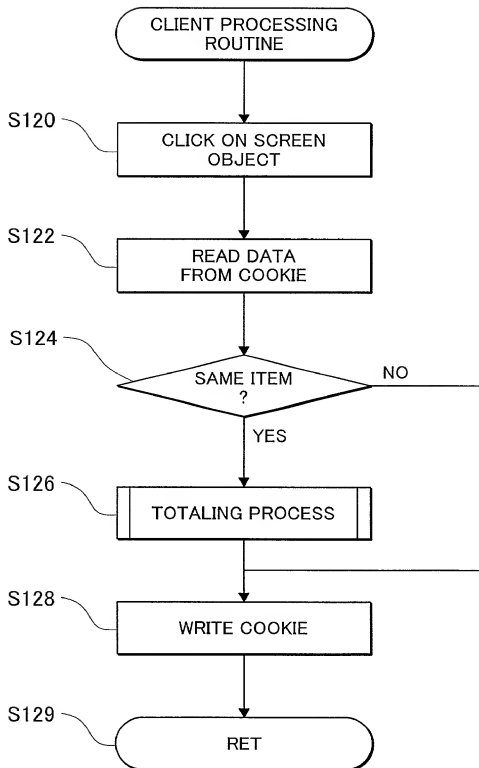 CLIENT PROCESSING
ROUTINE
S120
CLICK ON SCREEN
OBJECT
S122
READ DATA
FROM COOKIE
S124
SAME ITEM
?
NO
YES
S126
TOTALING PROCESS
S128
WRITE COOKIE
S129
RET